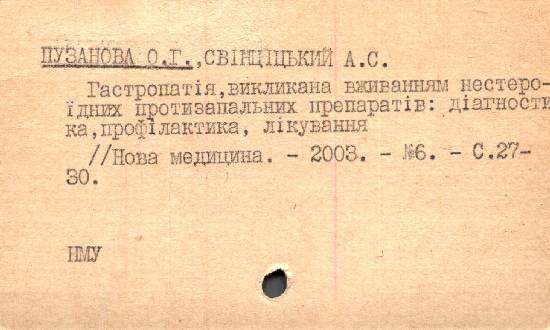 ПУЗАНОВА О.Г.,СВІНЦІЦЬКИЙ А.С.
Гастропатія,викликана вживанням нестеро-
їдних протизапальних препаратів: діагности
ка,профілактика, лікування
//Нова медицина. - 2003. - №6. - С.27-
30.
НМУ